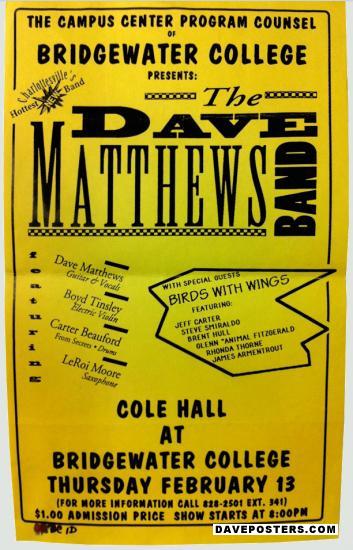 THE CAMPUS CENTER PROGRAM COUNSEL
OF
BRIDGEWATER COLLEGE
PRESENTS:
Charlottesville's
Hottest Band
The
DAVE
MATTHEWS
BAND
featuring
Dave Matthews
Guitar & Vocals
Boyd Tinsley
Electric Violin
Carter Beauford
From Secrets • Drums
LeRoi Moore
Saxophone
WITH SPECIAL GUESTS
BIRDS WITH WINGS
FEATURING:
JEFF CARTER
STEVE SMIRALDO
BRENT HULL
GLENN "ANIMAL FITZGERALD
RHONDA THORNE
JAMES ARMENTROUT
COLE HALL
AT
BRIDGEWATER COLLEGE
THURSDAY FEBRUARY 13
(FOR MORE INFORMATION CALL 828-2501 EXT. 341)
$1.00 ADMISSION PRICE SHOW STARTS AT 8:00PM
ID
DAVEPOSTERS.COM